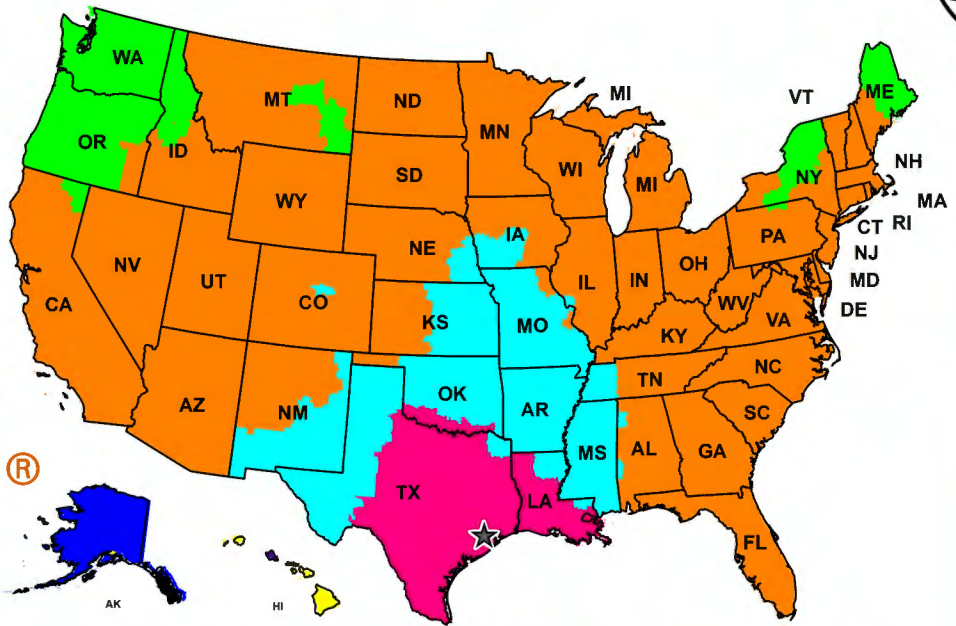 WA
MT
ND
MN
MI
VT
ME
OR
ID
SD
WI
MI
NY
NH
WY
MA
IA
CT
RI
NE
PA
NJ
NV
UT
CO
IL
IN
OH
MD
CA
KS
MO
WV
VA
DE
KY
AZ
NM
OK
AR
TN
NC
SC
MS
AL
GA
®
TX
LA
FL
AK
HI